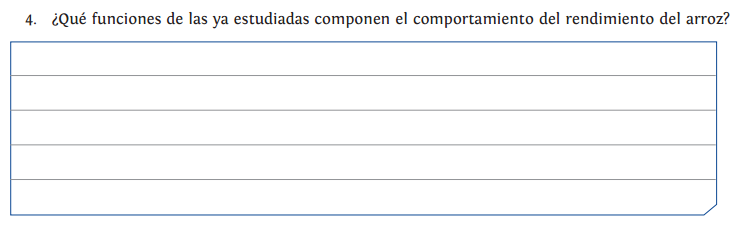 4. ¿Qué funciones de las ya estudiadas componen el comportamiento del rendimiento del arroz?